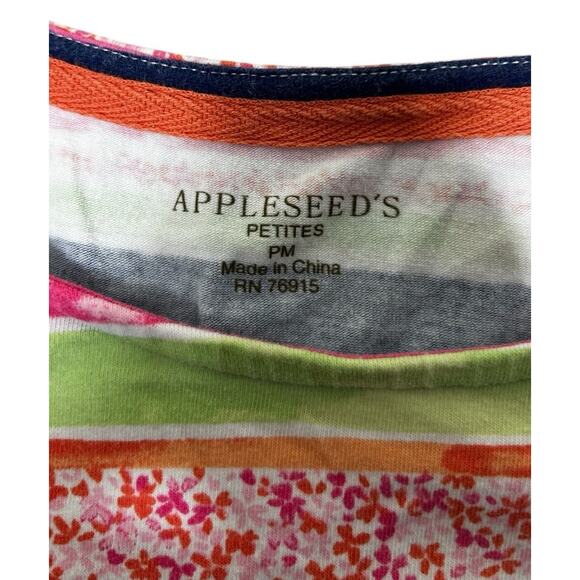 APPLESEED'S
PETITES
PM
Made in China
RN 76915